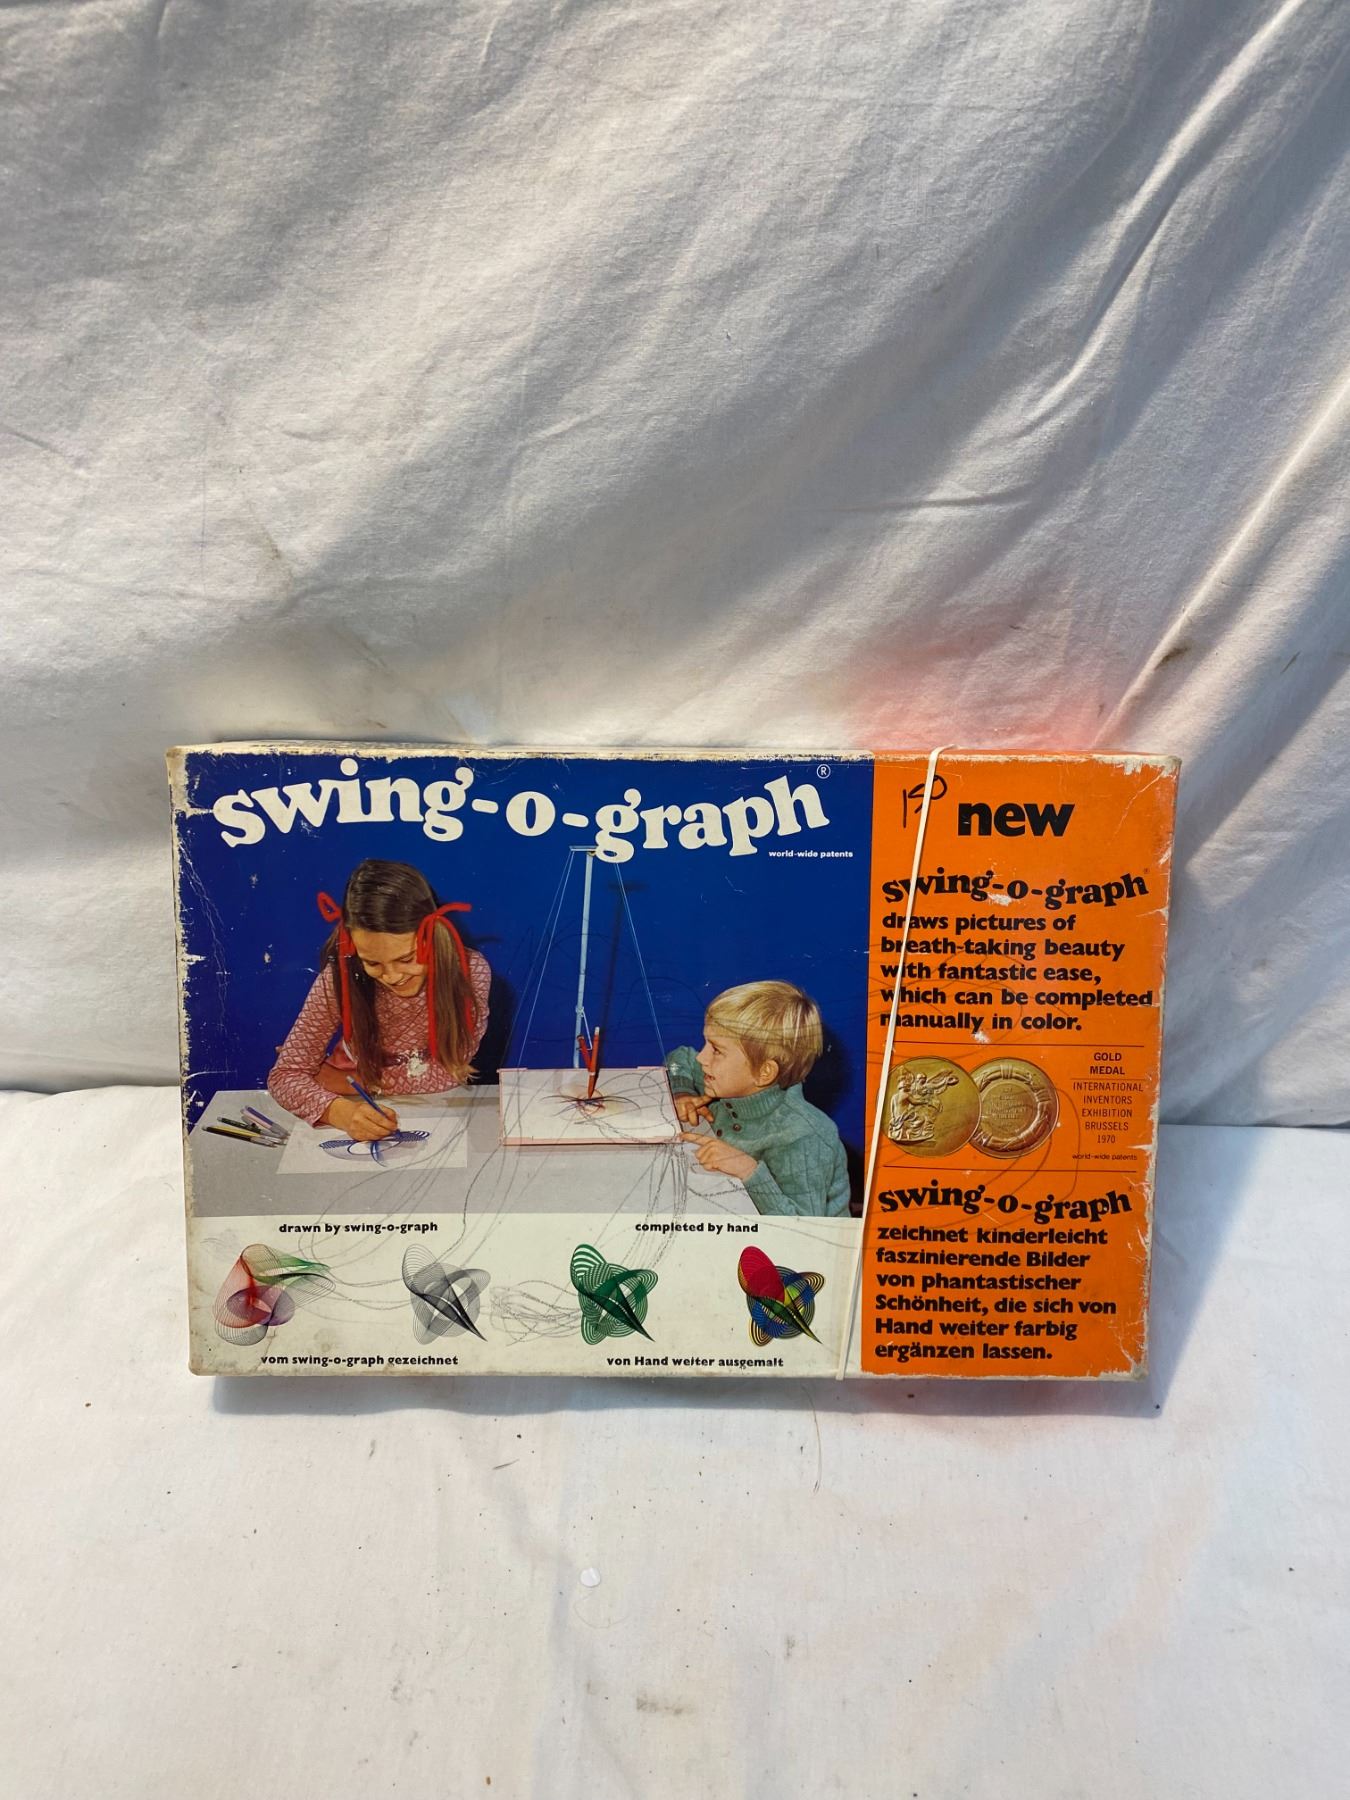 swing-o-graph®
world-wide patents
drawn by swing-o-graph
completed by hand
vom swing-o-graph gezeichnet
von Hand weiter ausgemalt
150
new
swing-o-graph®
draws pictures of
breath-taking beauty
with fantastic ease,
which can be completed
manually in color.
GOLD
MEDAL
INTERNATIONAL
INVENTORS
EXHIBITION
BRUSSELS
1970
world-wide patents
swing-o-graph
zeichnet kinderleicht
faszinierende Bilder
von phantastischer
Schönheit, die sich von
Hand weiter farbig
ergänzen lassen.